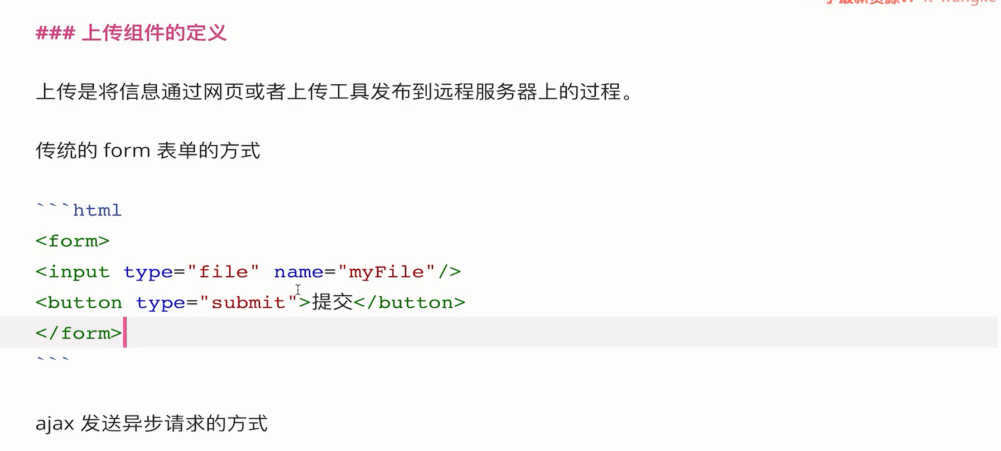 ### 上传组件的定义
上传是将信息通过网页或者上传工具发布到远程服务器上的过程。
传统的 form 表单的方式
```html
<form>
<input type="file" name="myFile"/>
<button type="submit">提交</button>
</form>
```
ajax 发送异步请求的方式